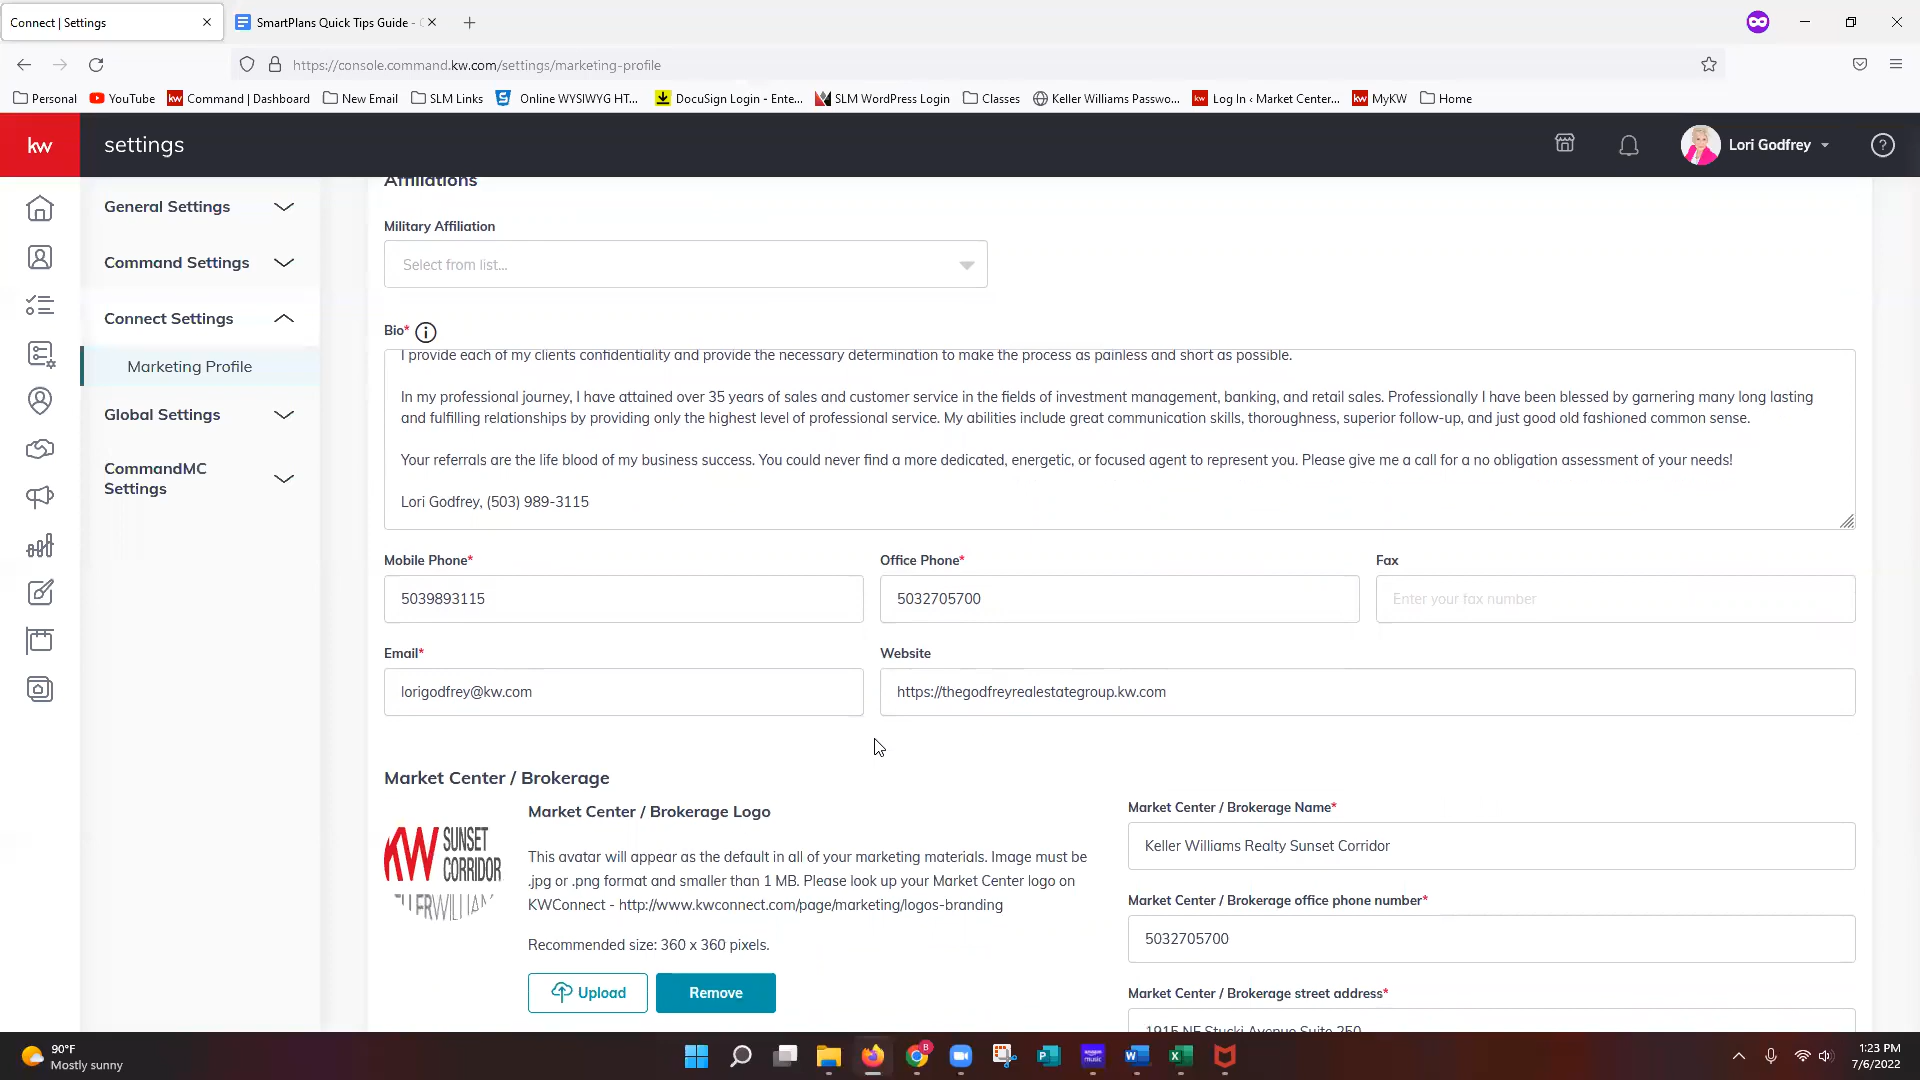 Connect | Settings
SmartPlans Quick Tips Guide -
https://console.command.kw.com/settings/marketing-profile
Personal
YouTube
kw Command | Dashboard
New Email
SLM Links
Online WYSIWYG HT...
DocuSign Login - Ente...
SLM WordPress Login
Classes
Keller Williams Passwo...
kw Log In ‹ Market Center...
kw MyKW
Home
kw
settings
Lori Godfrey
General Settings
Command Settings
Connect Settings
Marketing Profile
Global Settings
CommandMC
Settings
Affiliations
Military Affiliation
Select from list...
Bio*
I provide each of my clients confidentiality and provide the necessary determination to make the process as painless and short as possible.
In my professional journey, I have attained over 35 years of sales and customer service in the fields of investment management, banking, and retail sales. Professionally I have been blessed by garnering many long lasting
and fulfilling relationships by providing only the highest level of professional service. My abilities include great communication skills, thoroughness, superior follow-up, and just good old fashioned common sense.
Your referrals are the life blood of my business success. You could never find a more dedicated, energetic, or focused agent to represent you. Please give me a call for a no obligation assessment of your needs!
Lori Godfrey, (503) 989-3115
Mobile Phone*
Office Phone*
Fax
5039893115
5032705700
Enter your fax number
Email*
Website
lorigodfrey@kw.com
https://thegodfreyrealestategroup.kw.com
Market Center / Brokerage
KW SUNSET
CORRIDOR
Market Center / Brokerage Logo
This avatar will appear as the default in all of your marketing materials. Image must be
.jpg or .png format and smaller than 1 MB. Please look up your Market Center logo on
KWConnect - http://www.kwconnect.com/page/marketing/logos-branding
Recommended size: 360 x 360 pixels.
Upload
Remove
Market Center / Brokerage Name*
Keller Williams Realty Sunset Corridor
Market Center / Brokerage office phone number*
5032705700
Market Center / Brokerage street address*
1915 NE Stucki Avenue Suite 250
90°F
Mostly sunny
1:23 PM
7/6/2022